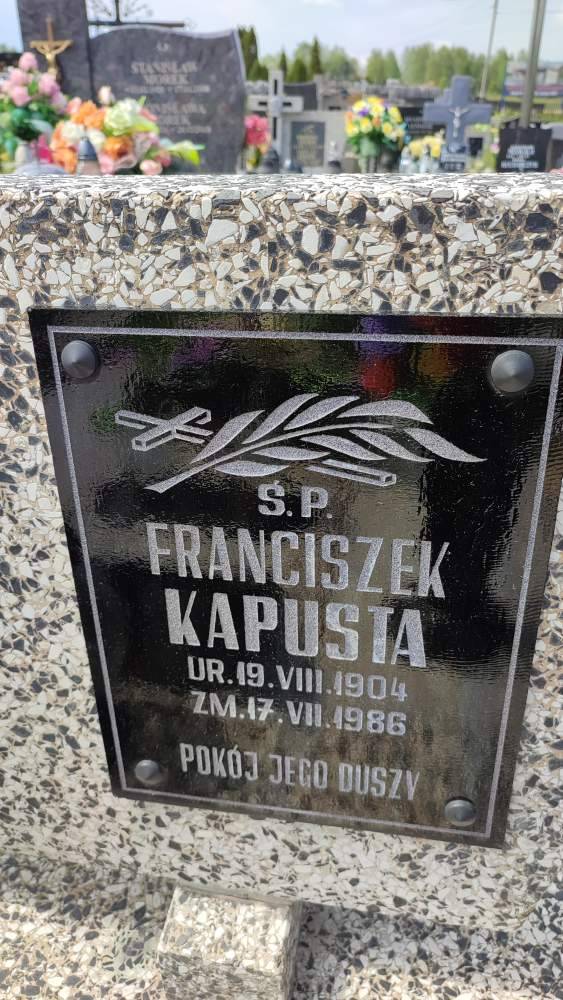 STANISŁAW
Ś.P.
FRANCISZEK
KAPUSTA
UR.19.VIII.1904
ZM.17.VII.1986
POKÓJ JEGO DUSZY